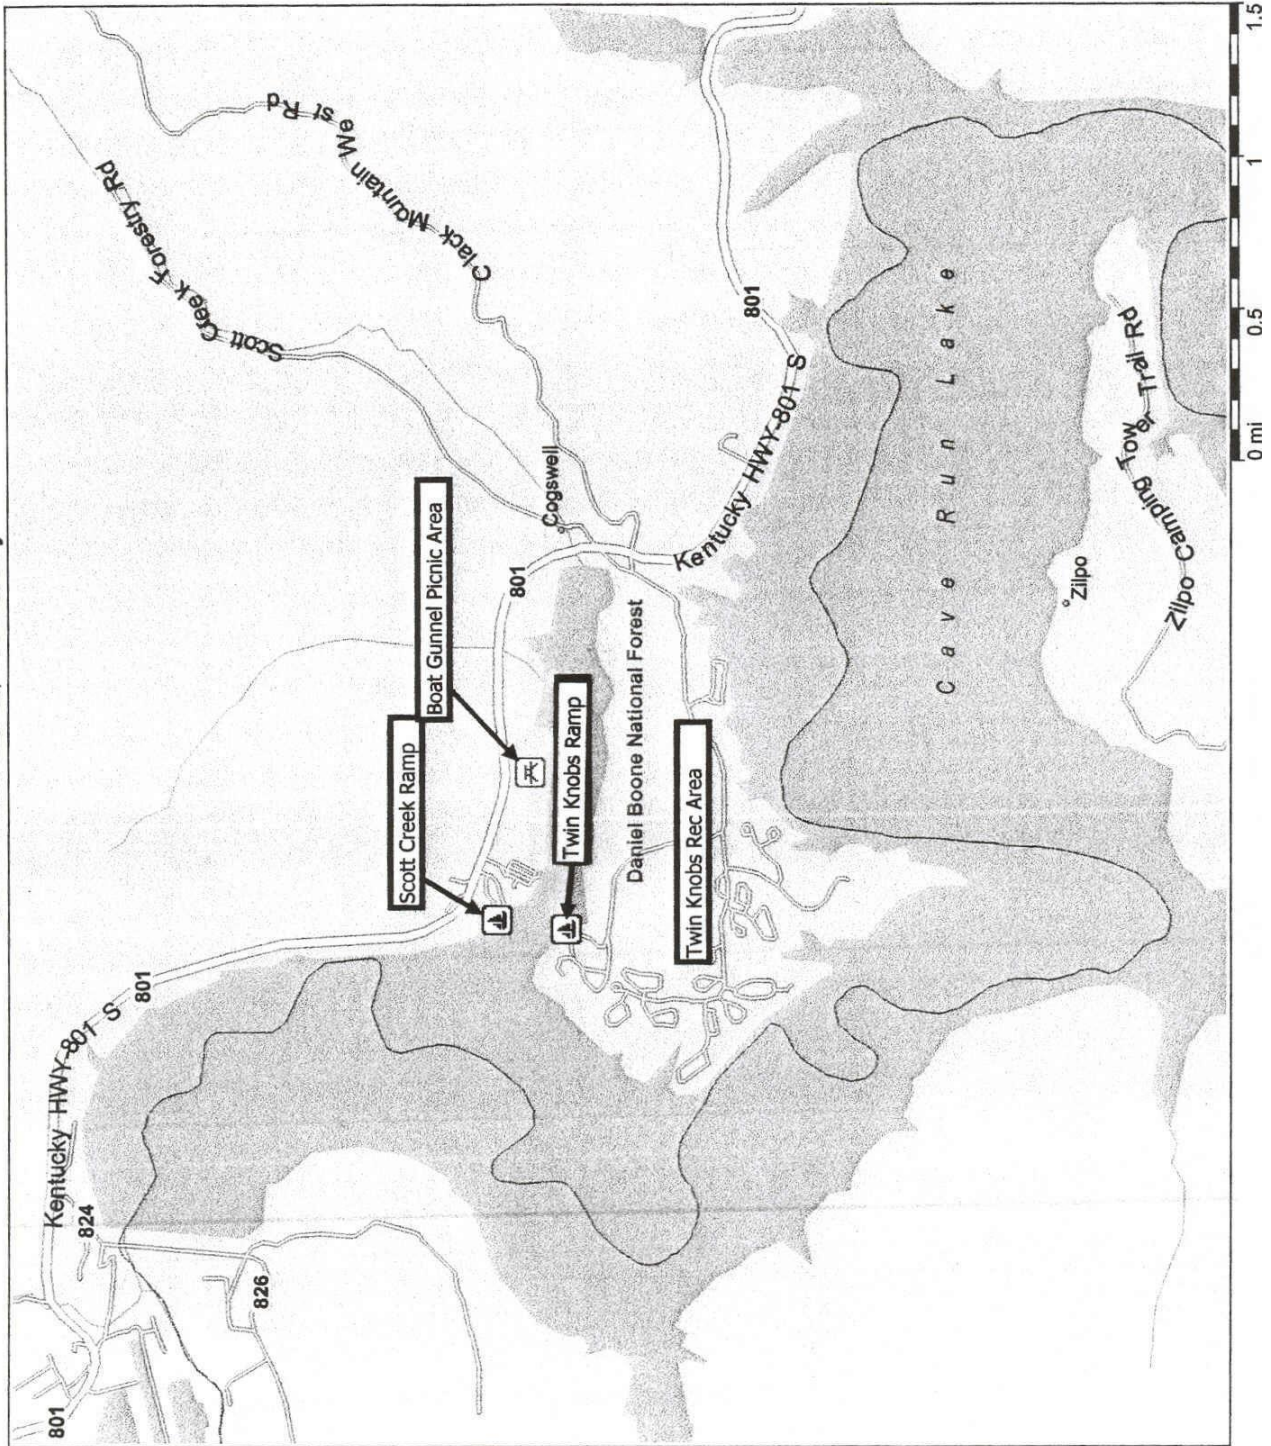 Kentucky HWY-801 S
801
824
826
801
801
Scott Creek Ramp
Boat Gunnel Picnic Area
Twin Knobs Ramp
Daniel Boone National Forest
Twin Knobs Rec Area
Cogswell
Scott Creek Forestry Rd
Clack Mountain West Rd
Kentucky HWY-801 S
801
Cave Run Lake
Zilpo
Zilpo Camping Tower Trail Rd
0 mi 0.5 1 1.5